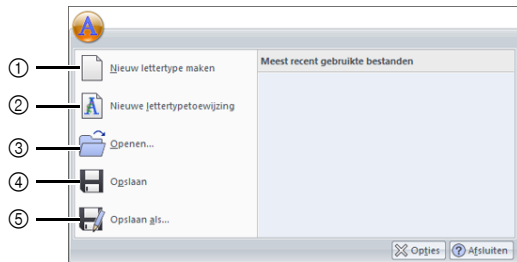 ① Nieuw lettertype maken
Meest recent gebruikte bestanden
② Nieuwe lettertypetoewijzing
③ Openen...
④ Opslaan
⑤ Opslaan als...
Opties
Afsluiten